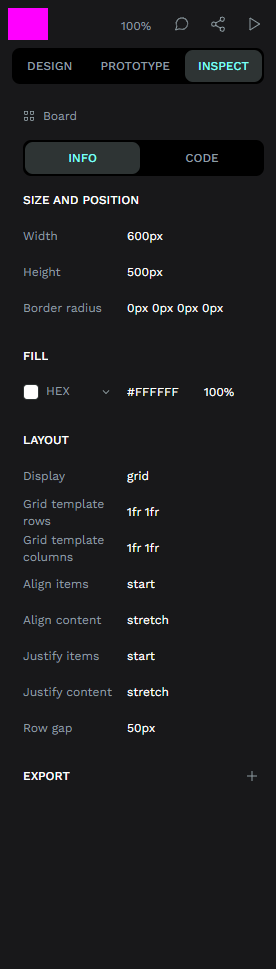 100%
DESIGN PROTOTYPE INSPECT
Board
INFO CODE
SIZE AND POSITION
Width 600px
Height 500px
Border radius 0px 0px 0px 0px
FILL
HEX #FFFFFF 100%
LAYOUT
Display grid
Grid template
rows 1fr 1fr
Grid template
columns 1fr 1fr
Align items start
Align content stretch
Justify items start
Justify content stretch
Row gap 50px
EXPORT